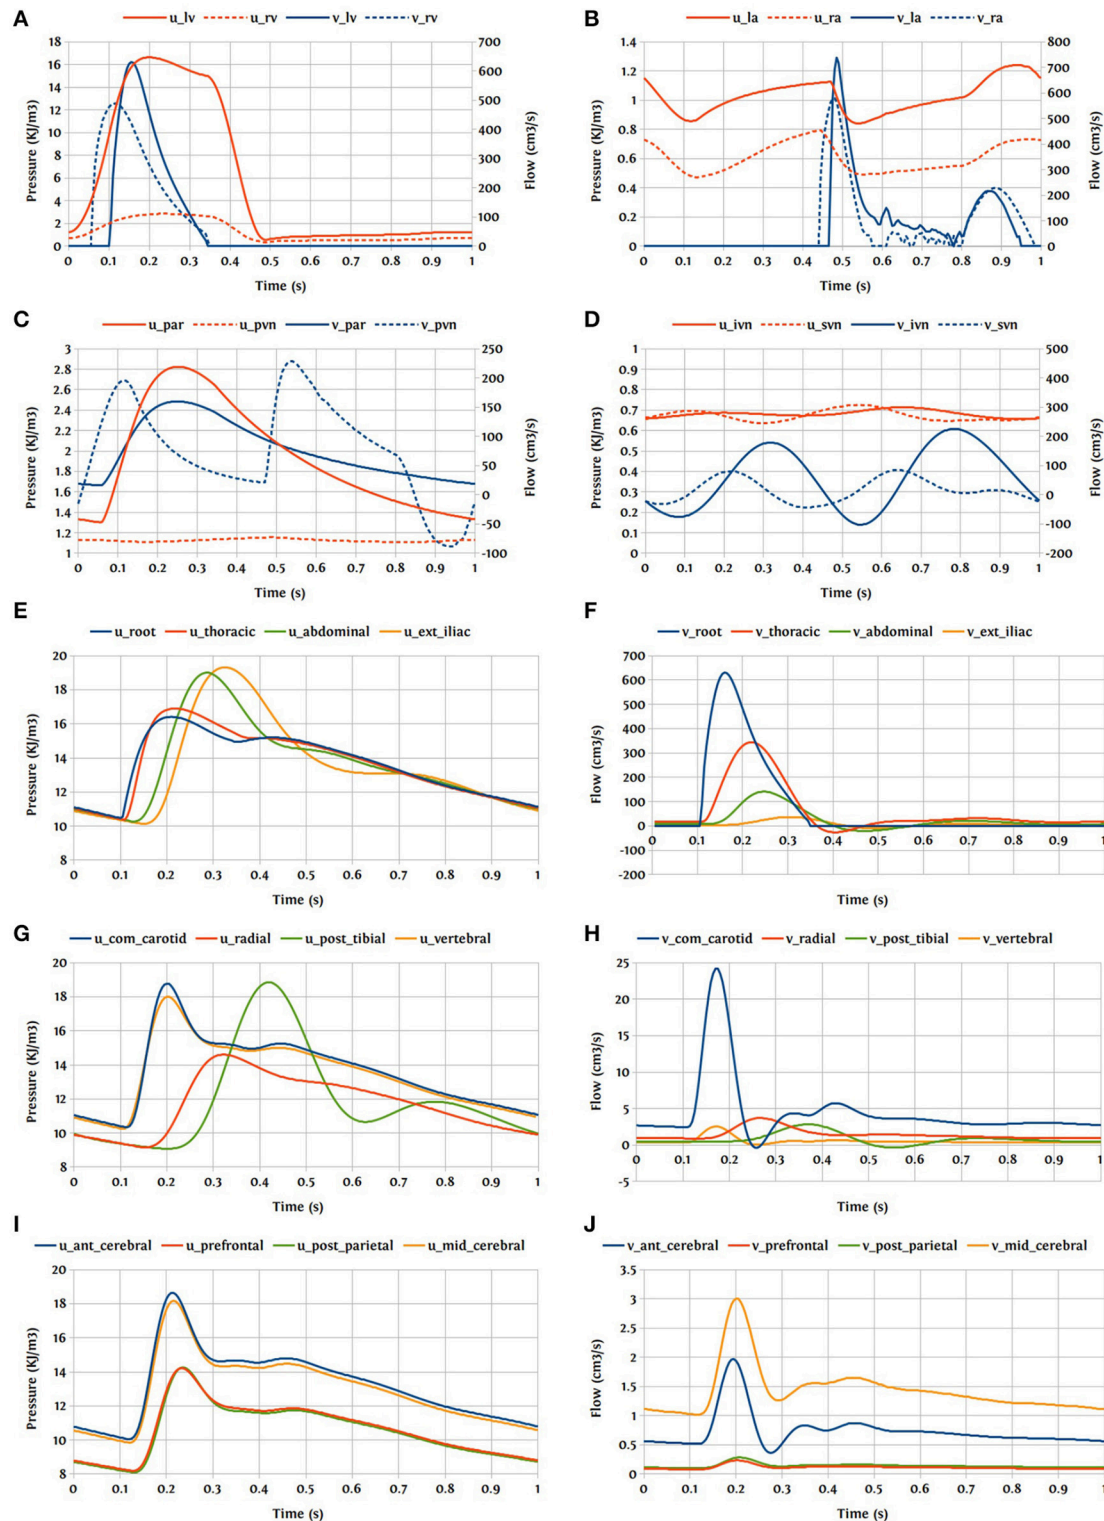 A
u_lv u_rv v_lv v_rv
18 16 14 12 10 8 6 4 2 0
Pressure (KJ/m3)
700 600 500 400 300 200 100 0
Flow (cm3/s)
0 0.1 0.2 0.3 0.4 0.5 0.6 0.7 0.8 0.9 1
Time (s)
B
u_la u_ra v_la v_ra
1.4 1.2 1 0.8 0.6 0.4 0.2 0
Pressure (KJ/m3)
800 700 600 500 400 300 200 100 0
Flow (cm3/s)
0 0.1 0.2 0.3 0.4 0.5 0.6 0.7 0.8 0.9 1
Time (s)
C
u_par u_pvn v_par v_pvn
3 2.8 2.6 2.4 2.2 2 1.8 1.6 1.4 1.2 1
Pressure (KJ/m3)
250 200 150 100 50 0 -50 -100
Flow (cm3/s)
0 0.1 0.2 0.3 0.4 0.5 0.6 0.7 0.8 0.9 1
Time (s)
D
u_ivn u_svn v_ivn v_svn
1 0.9 0.8 0.7 0.6 0.5 0.4 0.3 0.2 0.1 0
Pressure (KJ/m3)
500 400 300 200 100 0 -100 -200
Flow (cm3/s)
0 0.1 0.2 0.3 0.4 0.5 0.6 0.7 0.8 0.9 1
Time (s)
E
u_root u_thoracic u_abdominal u_ext_iliac
20 18 16 14 12 10 8
Pressure (KJ/m3)
0 0.1 0.2 0.3 0.4 0.5 0.6 0.7 0.8 0.9 1
Time (s)
F
v_root v_thoracic v_abdominal v_ext_iliac
700 600 500 400 300 200 100 0 -100 -200
Flow (cm3/s)
0 0.1 0.2 0.3 0.4 0.5 0.6 0.7 0.8 0.9 1
Time (s)
G
u_com_carotid u_radial u_post_tibial u_vertebral
20 18 16 14 12 10 8
Pressure (KJ/m3)
0 0.1 0.2 0.3 0.4 0.5 0.6 0.7 0.8 0.9 1
Time (s)
H
v_com_carotid v_radial v_post_tibial v_vertebral
25 20 15 10 5 0 -5
Flow (cm3/s)
0 0.1 0.2 0.3 0.4 0.5 0.6 0.7 0.8 0.9 1
Time (s)
I
u_ant_cerebral u_prefrontal u_post_parietal u_mid_cerebral
20 18 16 14 12 10 8
Pressure (KJ/m3)
0 0.1 0.2 0.3 0.4 0.5 0.6 0.7 0.8 0.9 1
Time (s)
J
v_ant_cerebral v_prefrontal v_post_parietal v_mid_cerebral
3.5 3 2.5 2 1.5 1 0.5 0
Flow (cm3/s)
0 0.1 0.2 0.3 0.4 0.5 0.6 0.7 0.8 0.9 1
Time (s)